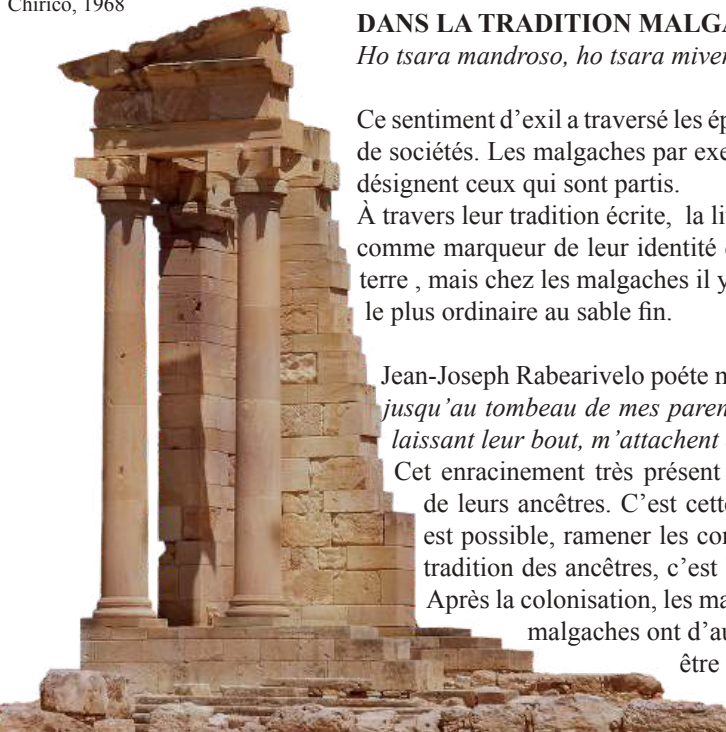 Chirico, 1968
DANS LA TRADITION MALGA
Ho tsara mandroso, ho tsara miver
Ce sentiment d’exil a traversé les ép
de sociétés. Les malgaches par exe
désignent ceux qui sont partis.
À travers leur tradition écrite, la li
comme marqueur de leur identité
terre , mais chez les malgaches il y
le plus ordinaire au sable fin.
Jean-Joseph Rabearivelo poéte m
jusqu’au tombeau de mes paren
laissant leur bout, m’attachent
Cet enracinement très présent
de leurs ancêtres. C’est cette
est possible, ramener les cor
tradition des ancêtres, c’est
Après la colonisation, les ma
malgaches ont d’au
être